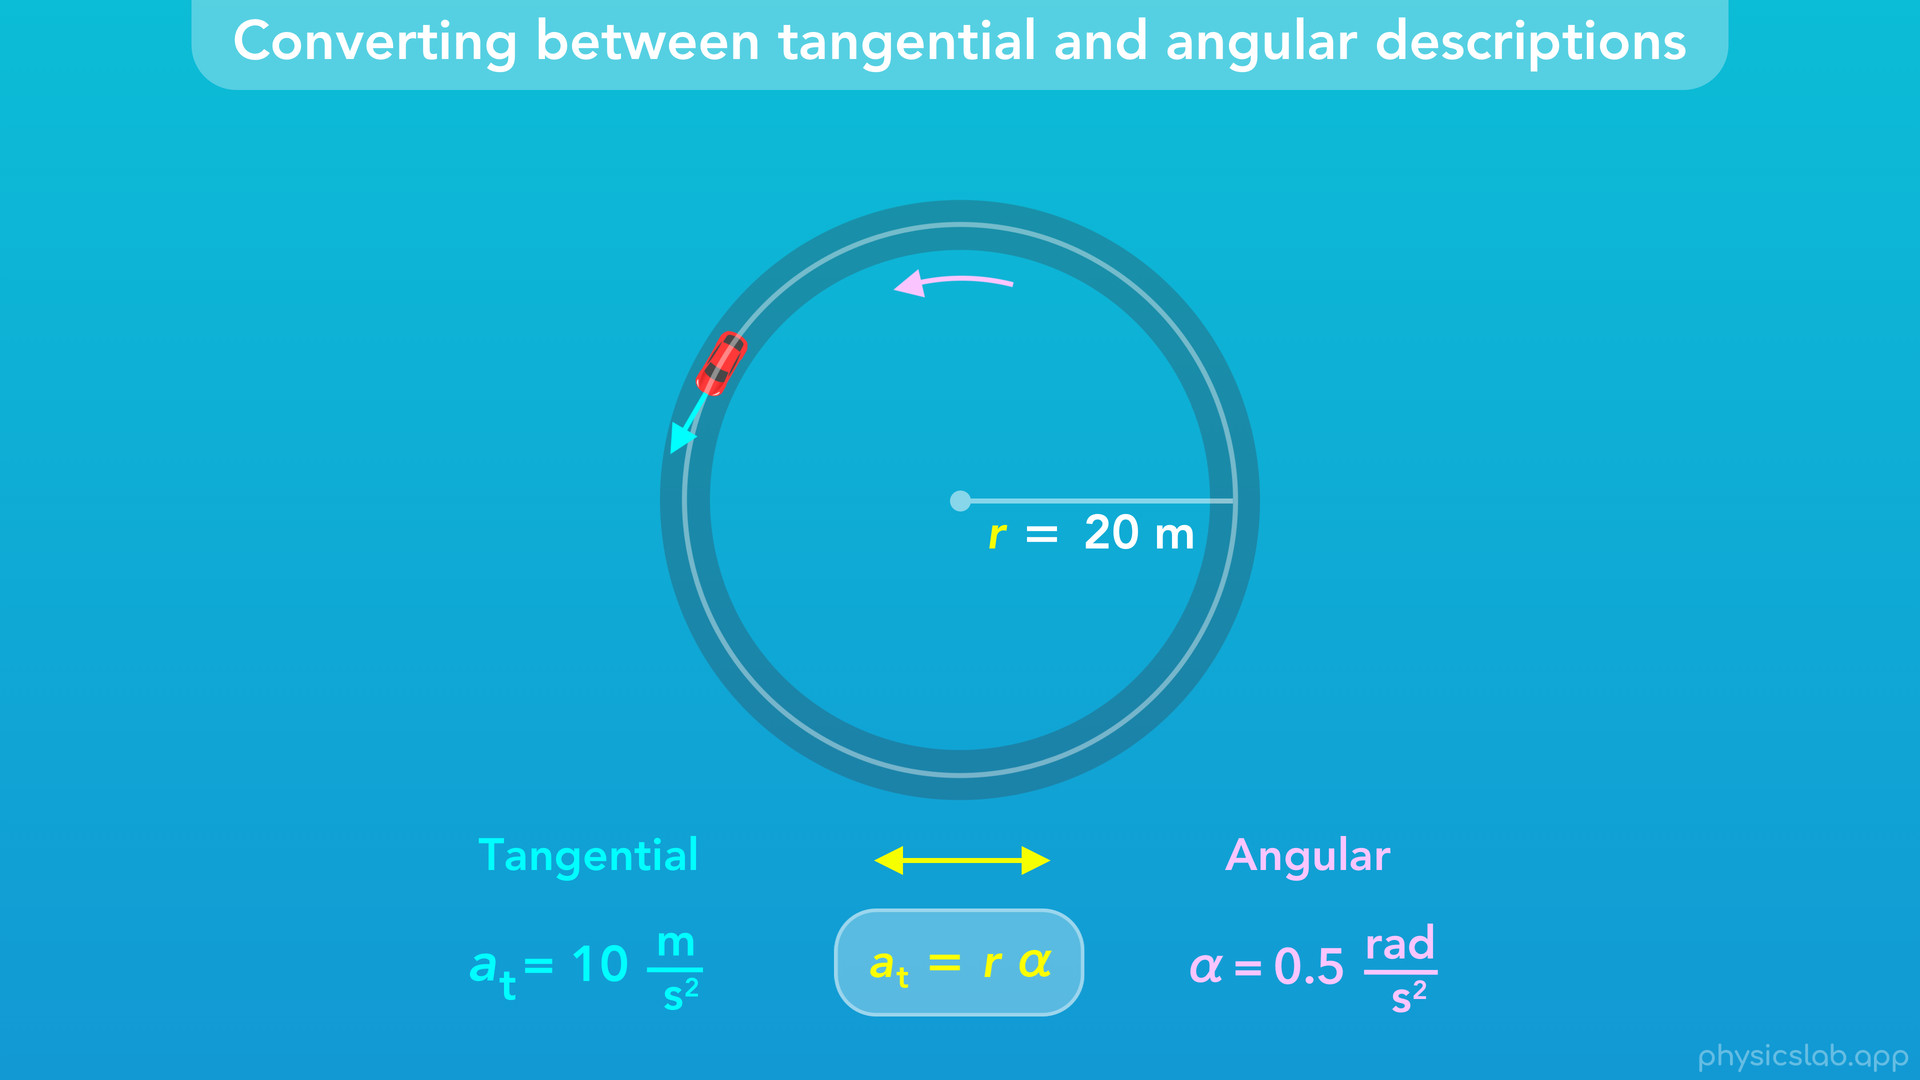 Converting between tangential and angular descriptions
r = 20 m
Tangential
Angular
aₜ = 10 m/s²
aₜ = r α
α = 0.5 rad/s²
physicslab.app